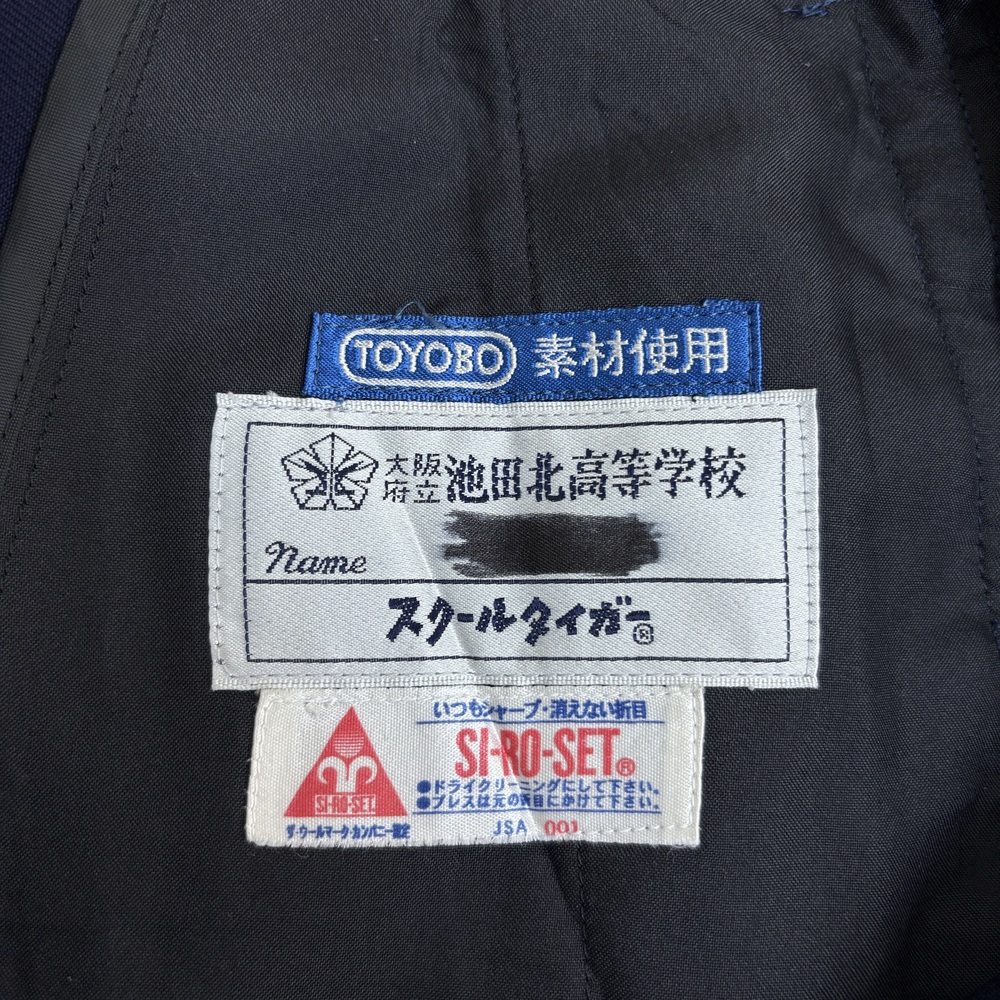 TOYOBO 素材使用
大阪府立 池田北高等学校
Name
スクールタイガー®
いつもシャープ・消えない折目
SI-RO-SET®
●ドライクリーニングにして下さい。
●プレスは元の折目にかけて下さい。
SI-RO-SET
ザ・ウールマーク・カンパニー認定
JSA 001